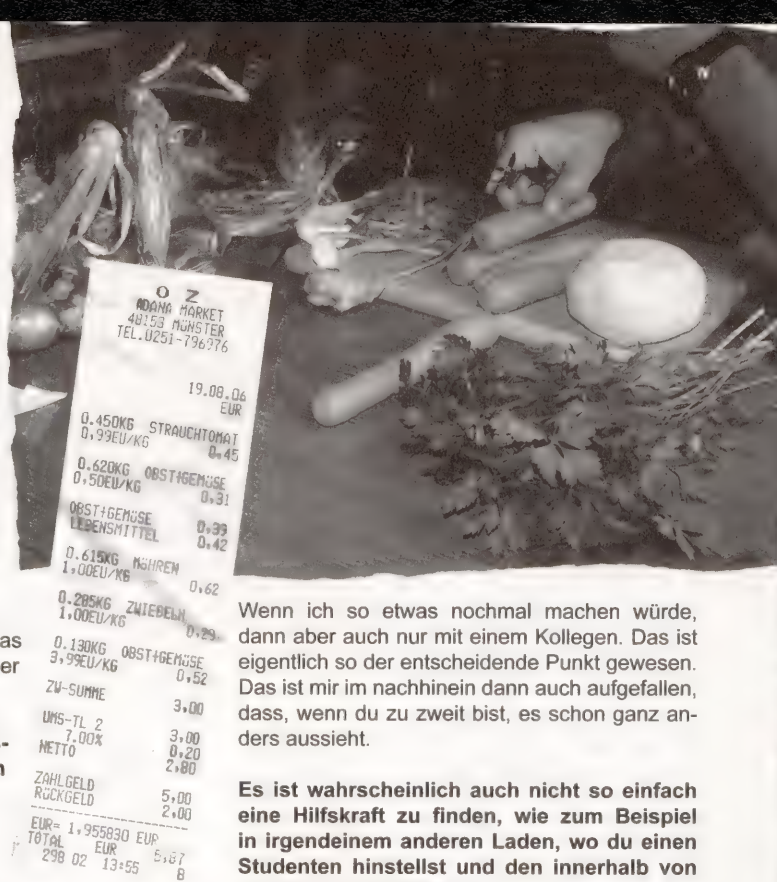 O Z
ADANA MARKET
48153 MÜNSTER
TEL.0251-796976
19.08.06
EUR
0.450KG STRAUCHTOMAT
0,99EU/KG 0,45
0.620KG OBST+GEMÜSE
0,50EU/KG 0,31
OBST+GEMÜSE 0,39
LEBENSMITTEL 0,42
0.615KG MÖHREN
1,00EU/KG 0,62
0.285KG ZWIEBELN
1,00EU/KG 0,29
0.130KG OBST+GEMÜSE
3,99EU/KG 0,52
ZW-SUMME 3,00
UMS-TL 2 3,00
7.00% 0,20
NETTO 2,80
ZAHLGELD 5,00
RÜCKGELD 2,00
EUR= 1,955830 EUR
TOTAL EUR 5,87
298 02 13:55 8
as
er
n
Wenn ich so etwas nochmal machen würde,
dann aber auch nur mit einem Kollegen. Das ist
eigentlich so der entscheidende Punkt gewesen.
Das ist mir im nachhinein dann auch aufgefallen,
dass, wenn du zu zweit bist, es schon ganz an-
ders aussieht.
Es ist wahrscheinlich auch nicht so einfach
eine Hilfskraft zu finden, wie zum Beispiel
in irgendeinem anderen Laden, wo du einen
Studenten hinstellst und den innerhalb von